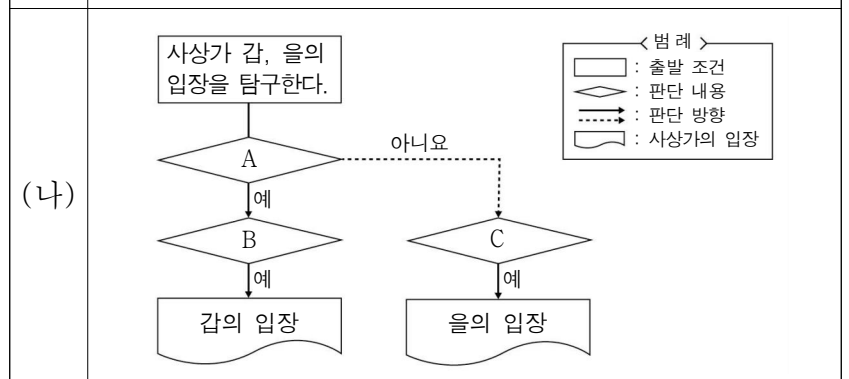 사상가 갑, 을의
입장을 탐구한다.
범 례
: 출발 조건
: 판단 내용
: 판단 방향
: 사상가의 입장
(나)
A
아니요
예
B
C
예
예
갑의 입장
을의 입장